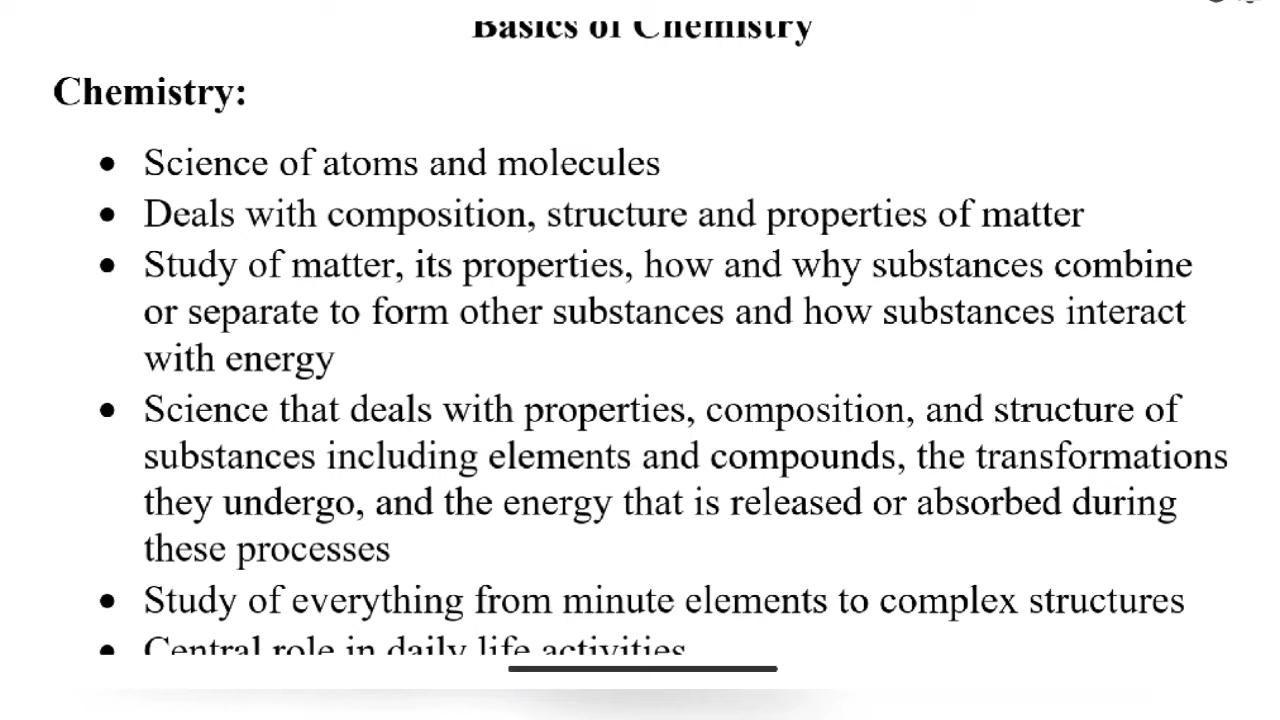 Basics of Chemistry
Chemistry:
• Science of atoms and molecules
• Deals with composition, structure and properties of matter
• Study of matter, its properties, how and why substances combine
or separate to form other substances and how substances interact
with energy
• Science that deals with properties, composition, and structure of
substances including elements and compounds, the transformations
they undergo, and the energy that is released or absorbed during
these processes
• Study of everything from minute elements to complex structures
• Central role in daily life activities